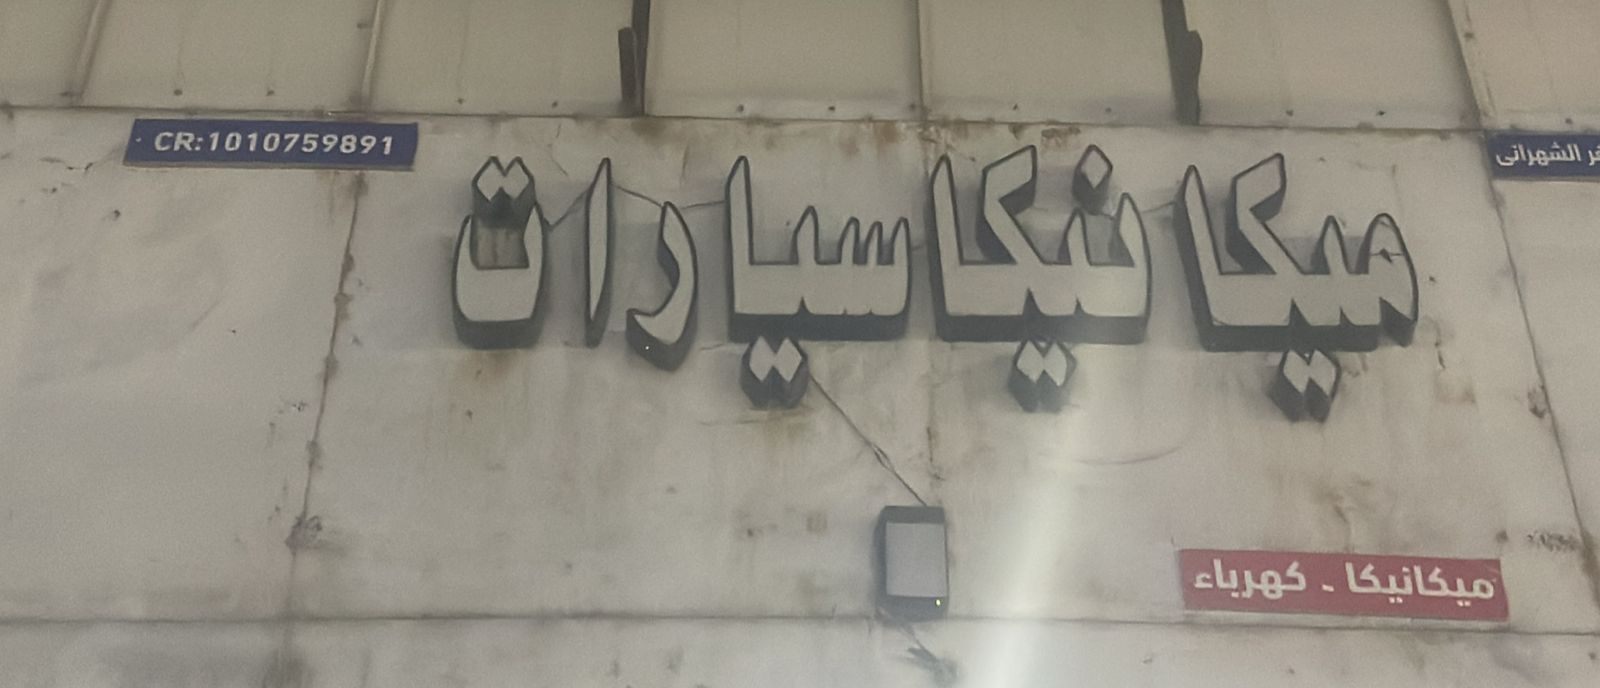 الشهراني
CR:1010759891
ميكانيكا سيارات
ميكانيكا - كهرباء